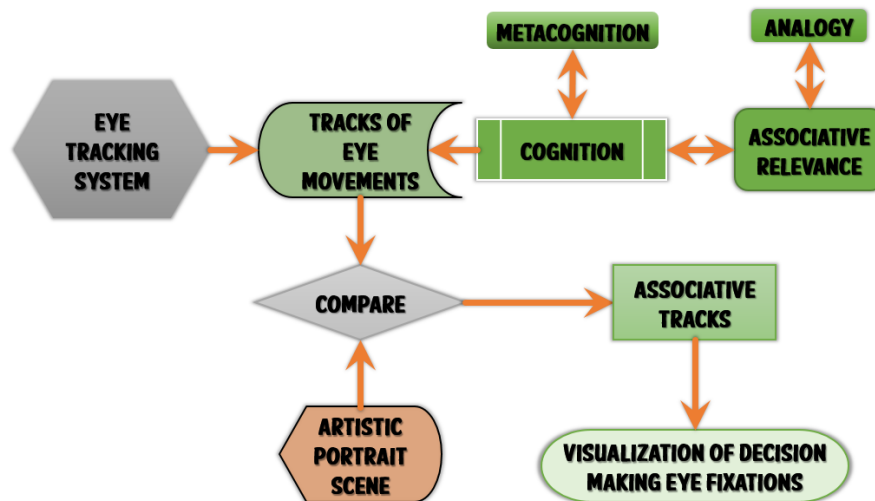 METACOGNITION
ANALOGY
EYE
TRACKING
SYSTEM
TRACKS OF
EYE
MOVEMENTS
COGNITION
ASSOCIATIVE
RELEVANCE
COMPARE
ASSOCIATIVE
TRACKS
ARTISTIC
PORTRAIT
SCENE
VISUALIZATION OF DECISION
MAKING EYE FIXATIONS